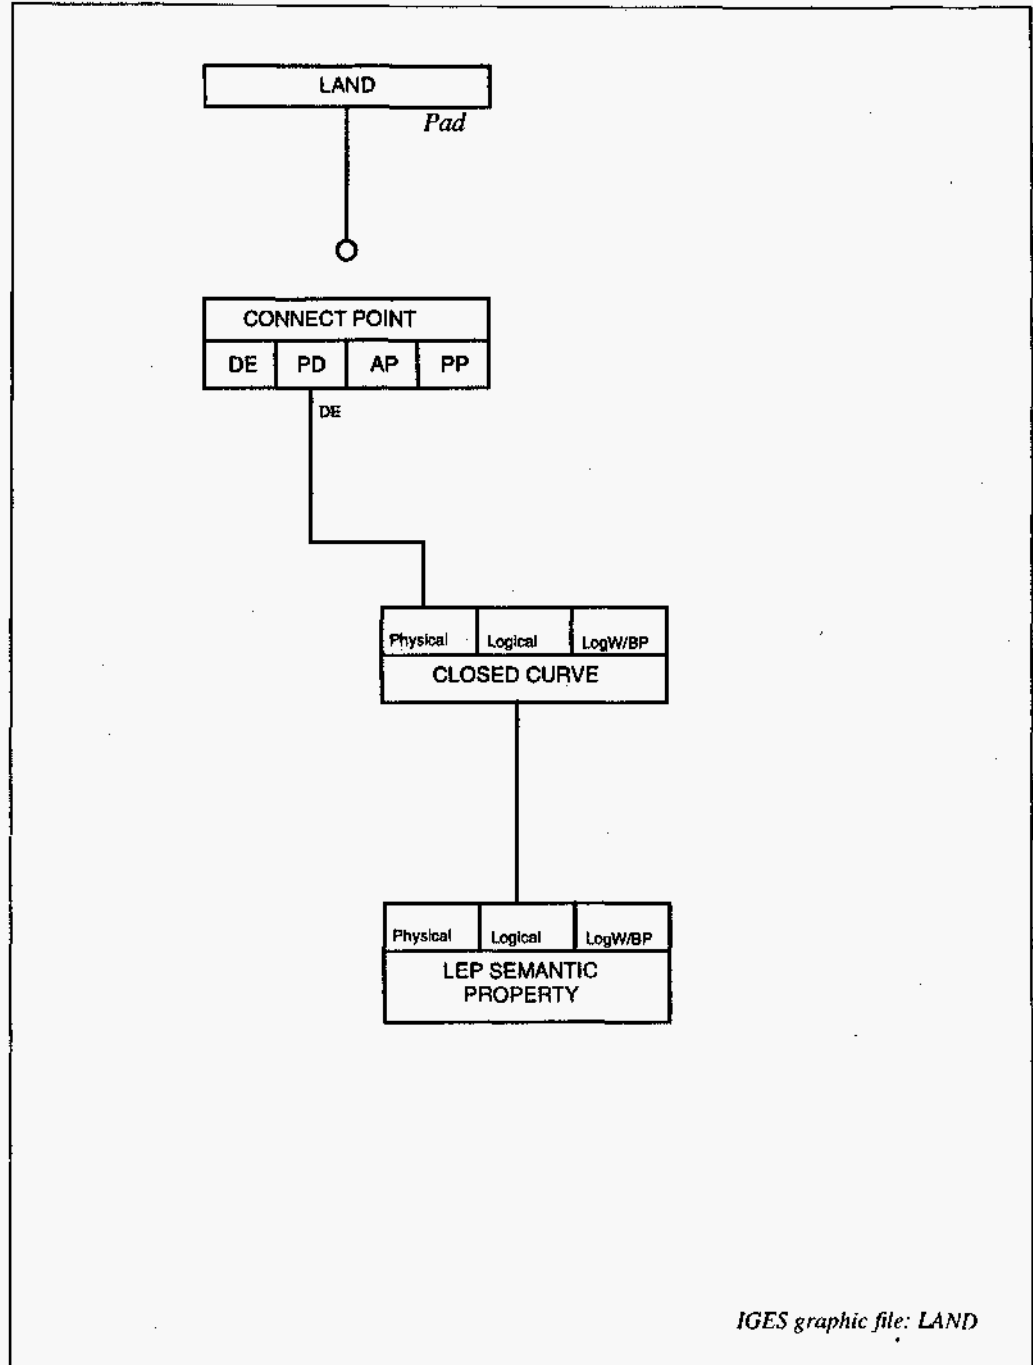 LAND
Pad
CONNECT POINT
DE PD AP PP
DE
Physical Logical LogW/BP
CLOSED CURVE
Physical Logical LogW/BP
LEP SEMANTIC
PROPERTY
IGES graphic file: LAND